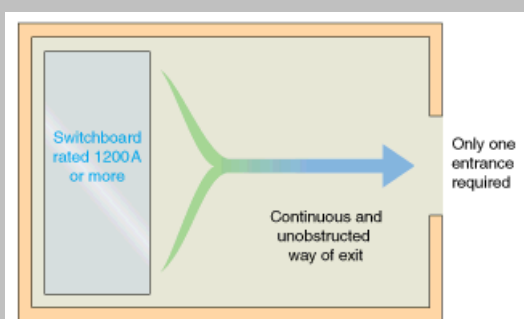 Switchboard
rated 1200A
or more
Only one
entrance
required
Continuous and
unobstructed
way of exit